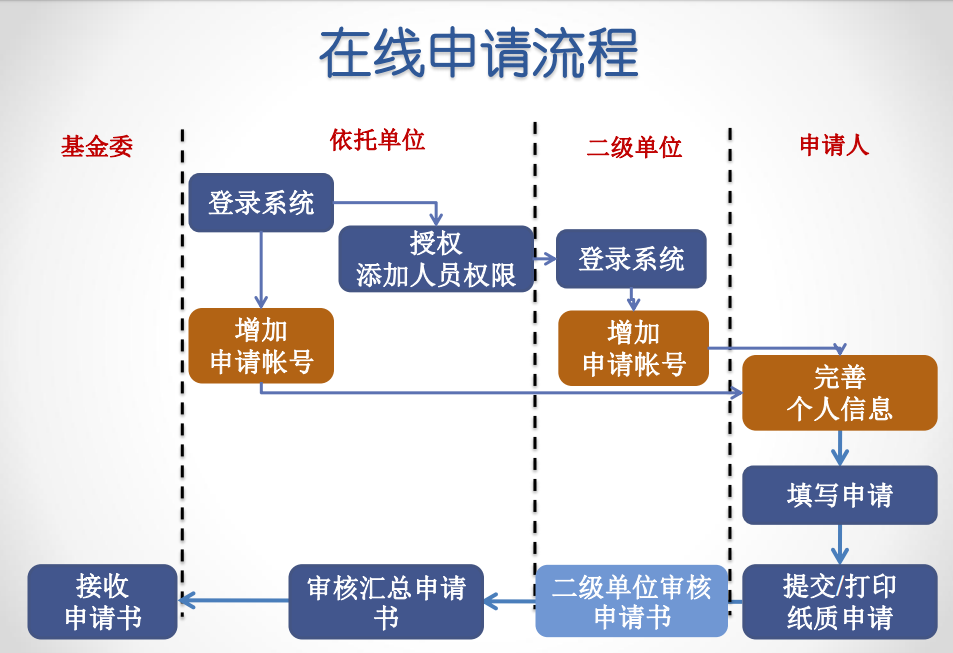 在线申请流程
基金委
依托单位
二级单位
申请人
登录系统
授权
添加人员权限
登录系统
增加
申请帐号
增加
申请帐号
完善
个人信息
填写申请
接收
申请书
审核汇总申请
书
二级单位审核
申请书
提交/打印
纸质申请